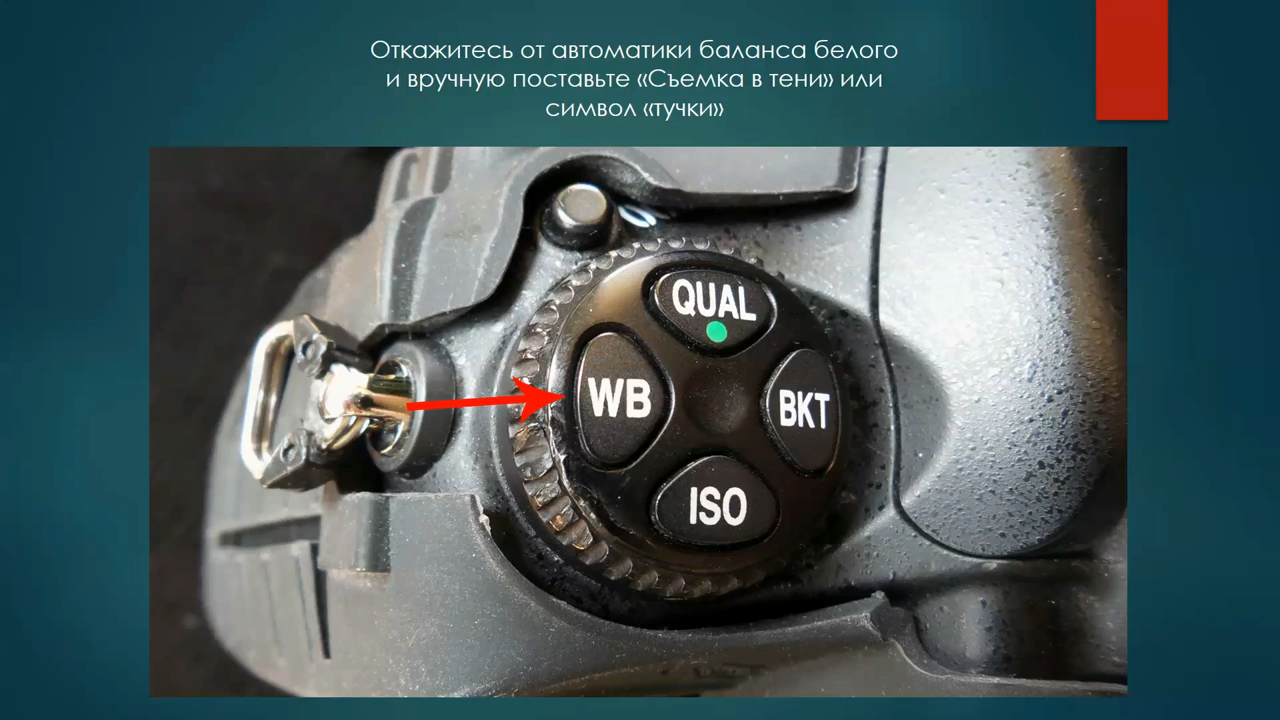 Откажитесь от автоматики баланса белого
и вручную поставьте «Съемка в тени» или
символ «тучки»
QUAL
WB
BKT
ISO